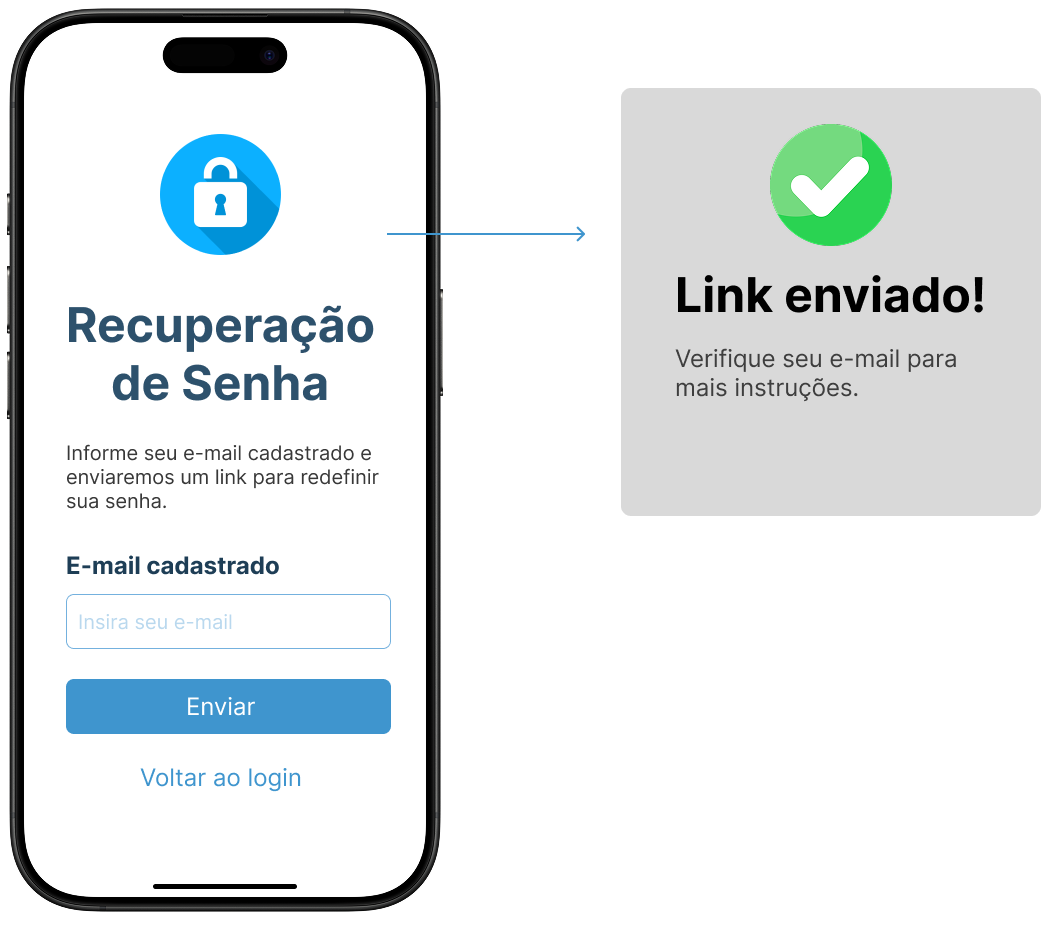 Recuperação
de Senha
Informe seu e-mail cadastrado e
enviaremos um link para redefinir
sua senha.
E-mail cadastrado
Insira seu e-mail
Enviar
Voltar ao login
Link enviado!
Verifique seu e-mail para
mais instruções.